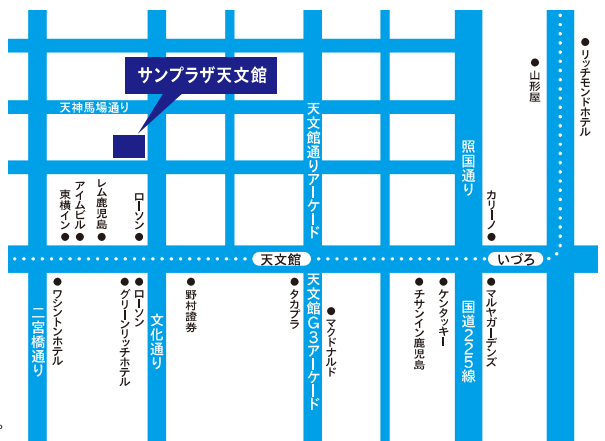 サンプラザ天文館
天神馬場通り
天文館通りアーケード
照国通り
山形屋
リッチモンドホテル
東横イン
アイムビル
レム鹿児島
ローソン
カリーノ
天文館
いづろ
二宮橋通り
ワシントンホテル
グリーンリッチホテル
ローソン
文化通り
野村證券
タカプラ
天文館G3アーケード
マクドナルド
チサンイン鹿児島
ケンタッキー
国道225線
マルヤガーデンズ
。